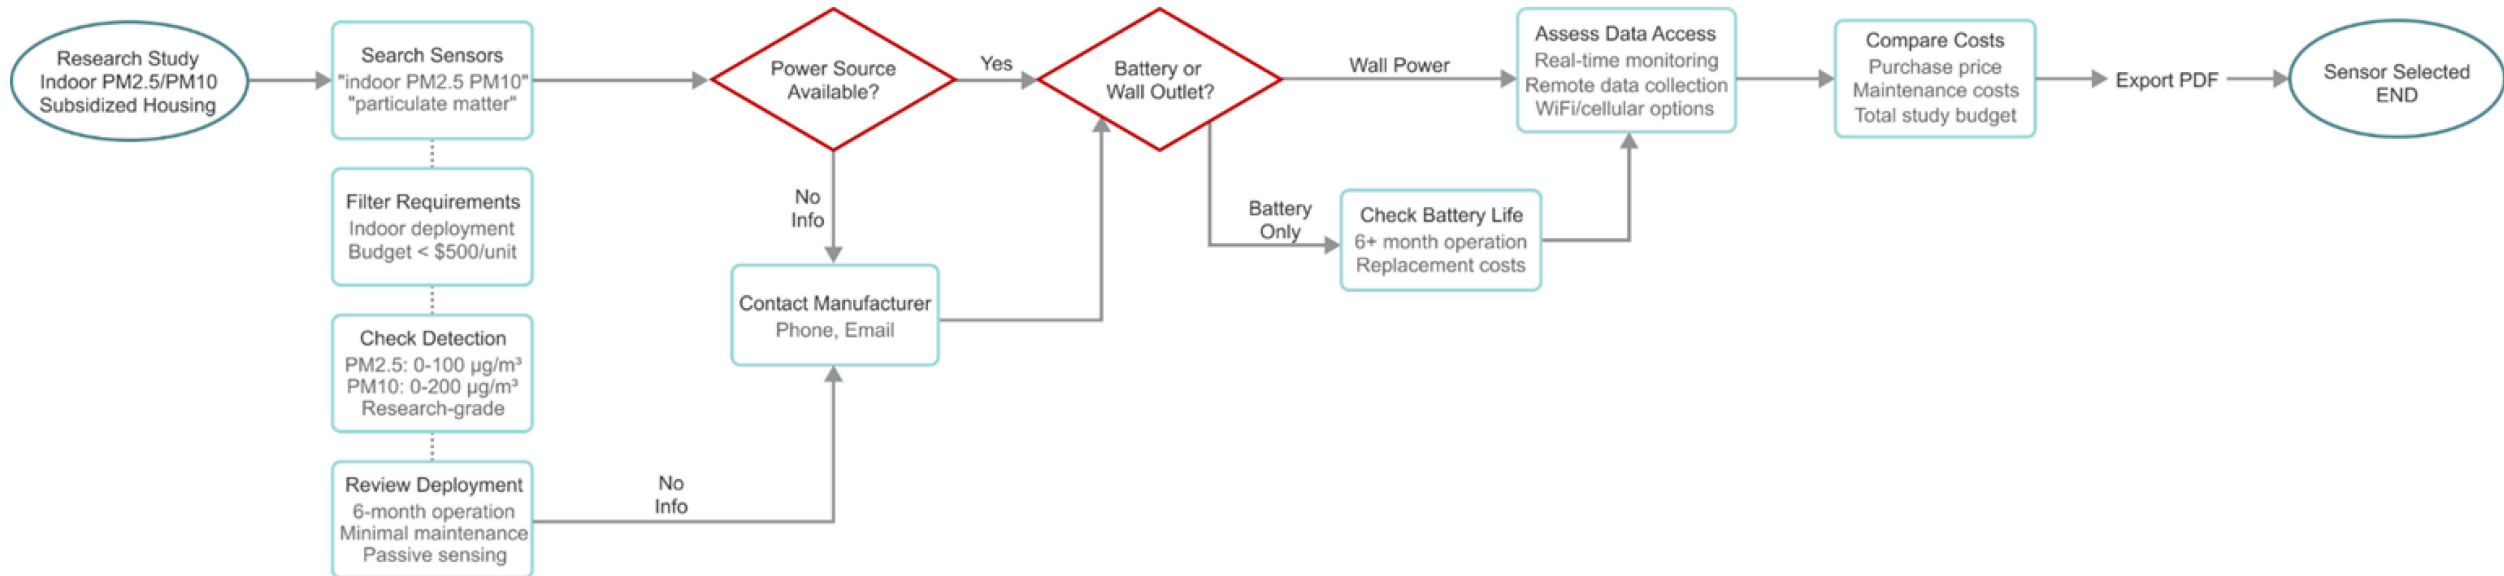 Research Study
Indoor PM2.5/PM10
Subsidized Housing
Search Sensors
"indoor PM2.5 PM10"
"particulate matter"
Filter Requirements
Indoor deployment
Budget < $500/unit
Check Detection
PM2.5: 0-100 µg/m³
PM10: 0-200 µg/m³
Research-grade
Review Deployment
6-month operation
Minimal maintenance
Passive sensing
No
Info
Power Source
Available?
Yes
No
Info
Contact Manufacturer
Phone, Email
Battery or
Wall Outlet?
Wall Power
Battery
Only
Check Battery Life
6+ month operation
Replacement costs
Assess Data Access
Real-time monitoring
Remote data collection
WiFi/cellular options
Compare Costs
Purchase price
Maintenance costs
Total study budget
Export PDF
Sensor Selected
END